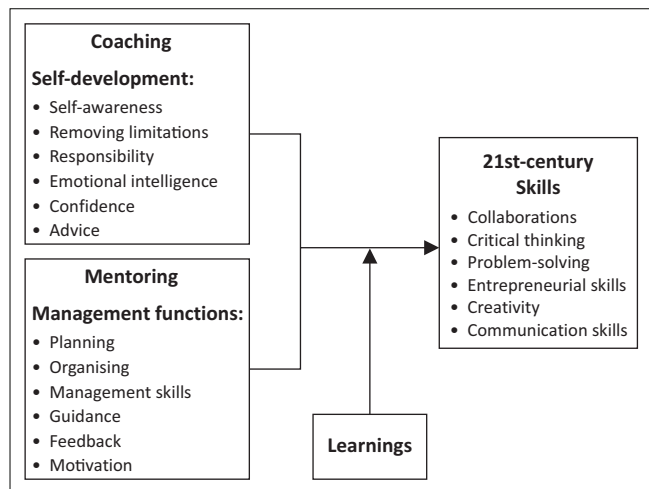 Coaching
Self-development:
• Self-awareness
• Removing limitations
• Responsibility
• Emotional intelligence
• Confidence
• Advice
Mentoring
Management functions:
• Planning
• Organising
• Management skills
• Guidance
• Feedback
• Motivation
Learnings
21st-century
Skills
• Collaborations
• Critical thinking
• Problem-solving
• Entrepreneurial skills
• Creativity
• Communication skills